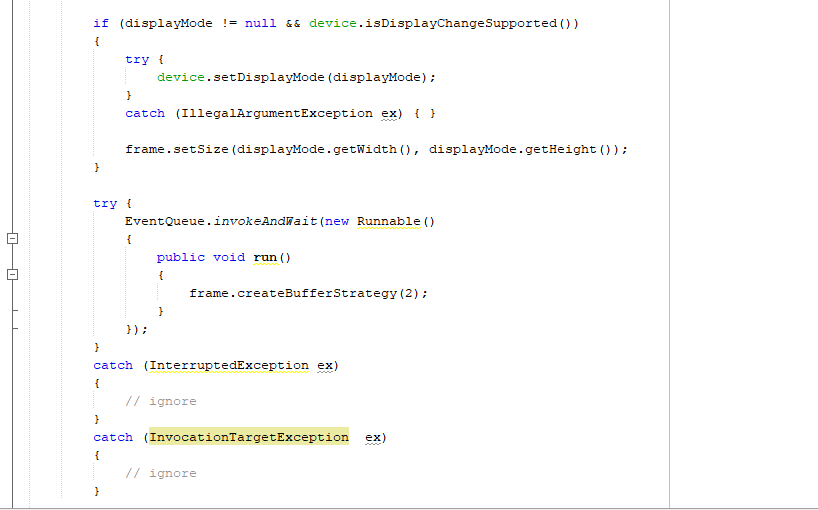 if (displayMode != null && device.isDisplayChangeSupported())
{
try {
device.setDisplayMode(displayMode);
}
catch (IllegalArgumentException ex) { }
frame.setSize(displayMode.getWidth(), displayMode.getHeight());
}
try {
EventQueue.invokeAndWait(new Runnable()
{
public void run()
{
frame.createBufferStrategy(2);
}
});
}
catch (InterruptedException ex)
{
// ignore
}
catch (InvocationTargetException  ex)
{
// ignore
}